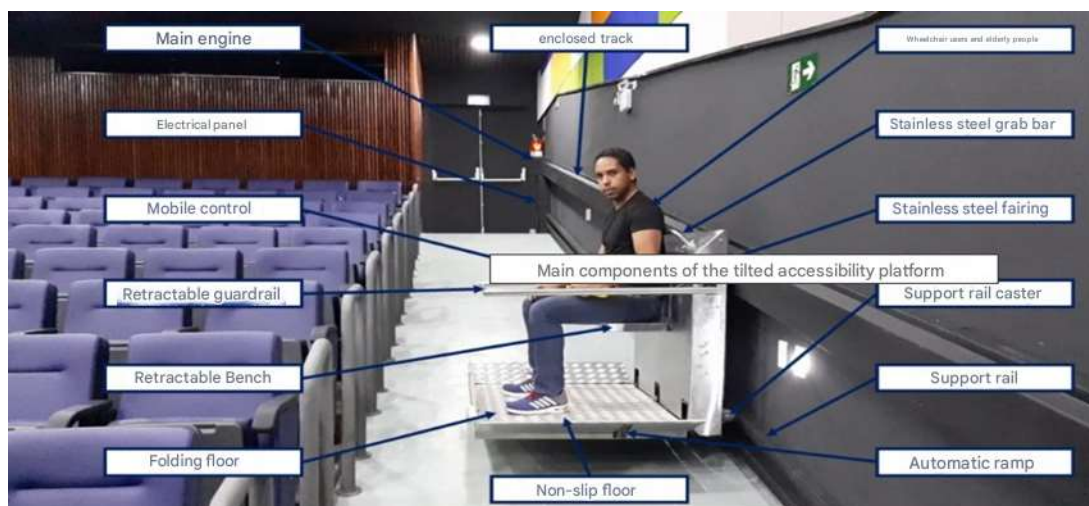 Main engine
enclosed track
Wheelchair users and elderly people
Electrical panel
Stainless steel grab bar
Mobile control
Stainless steel fairing
Main components of the tilted accessibility platform
Retractable guardrail
Support rail caster
Retractable Bench
Support rail
Folding floor
Non-slip floor
Automatic ramp